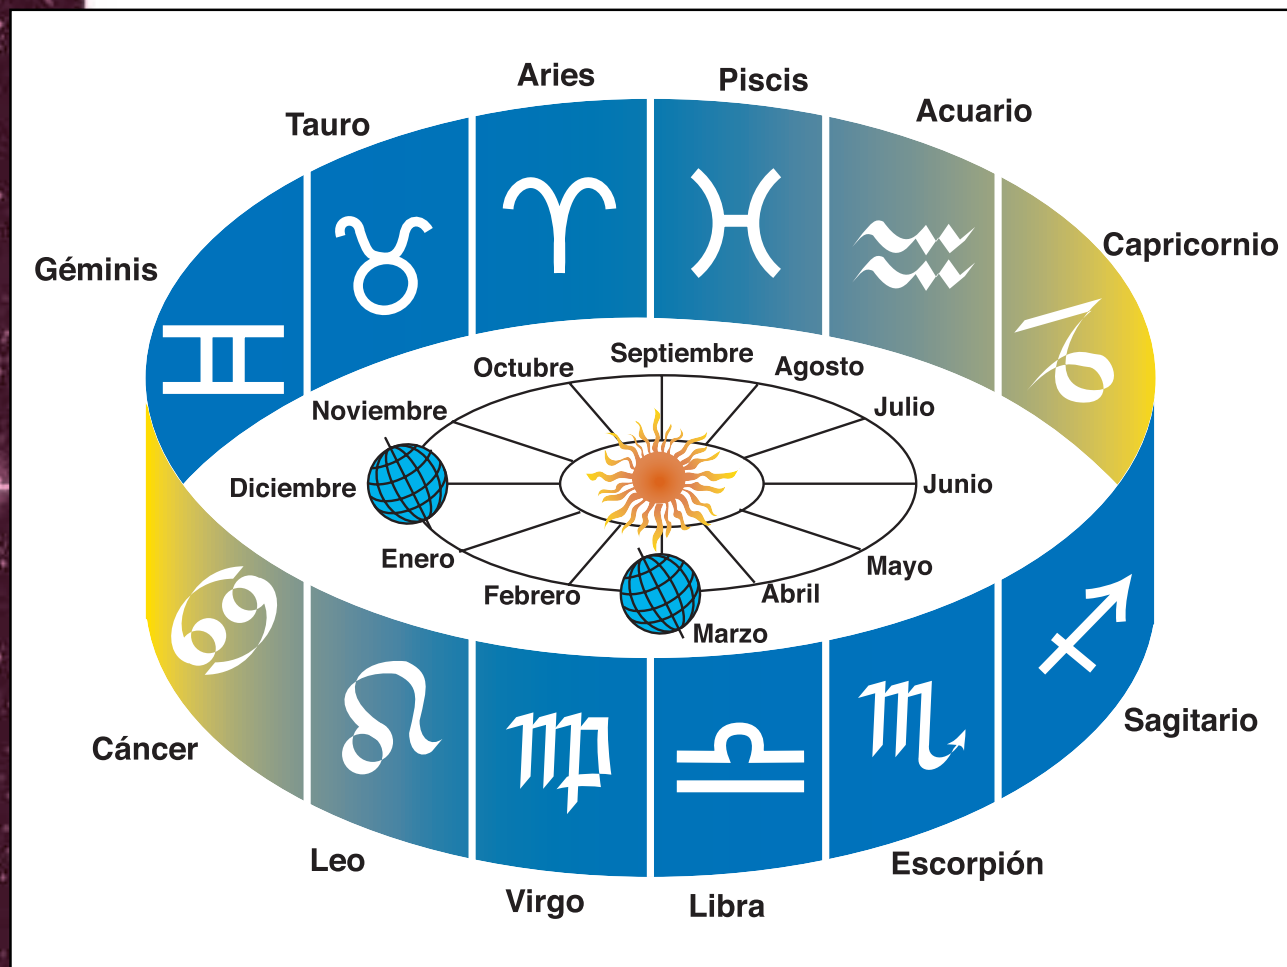 Aries
Piscis
Tauro
Acuario
Géminis
Capricornio
Septiembre
Octubre
Agosto
Noviembre
Julio
Diciembre
Junio
Enero
Mayo
Febrero
Abril
Marzo
Cáncer
Sagitario
Leo
Escorpión
Virgo
Libra